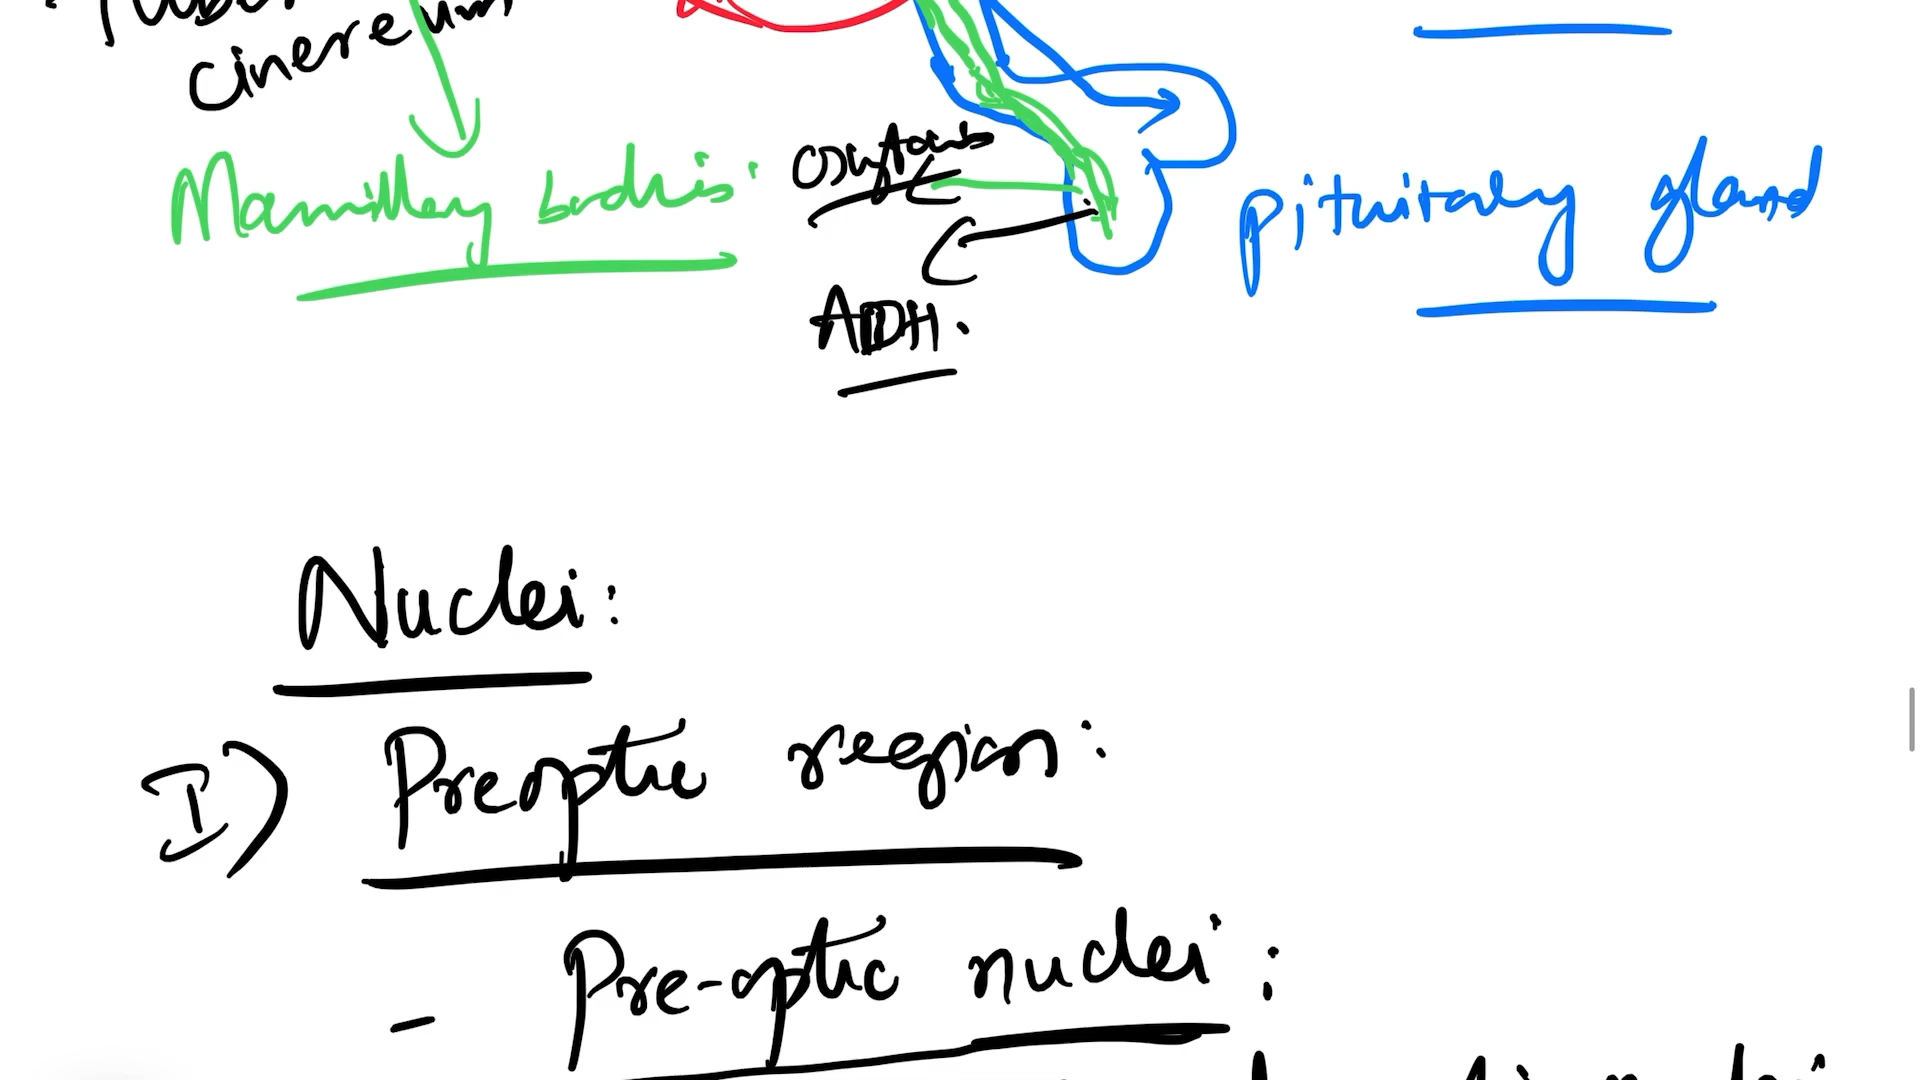 cinereum
Mamillary bodies.
oxytocin
ADH.
pituitary gland
Nuclei:
I) Preoptic region:
- Pre-optic nuclei: